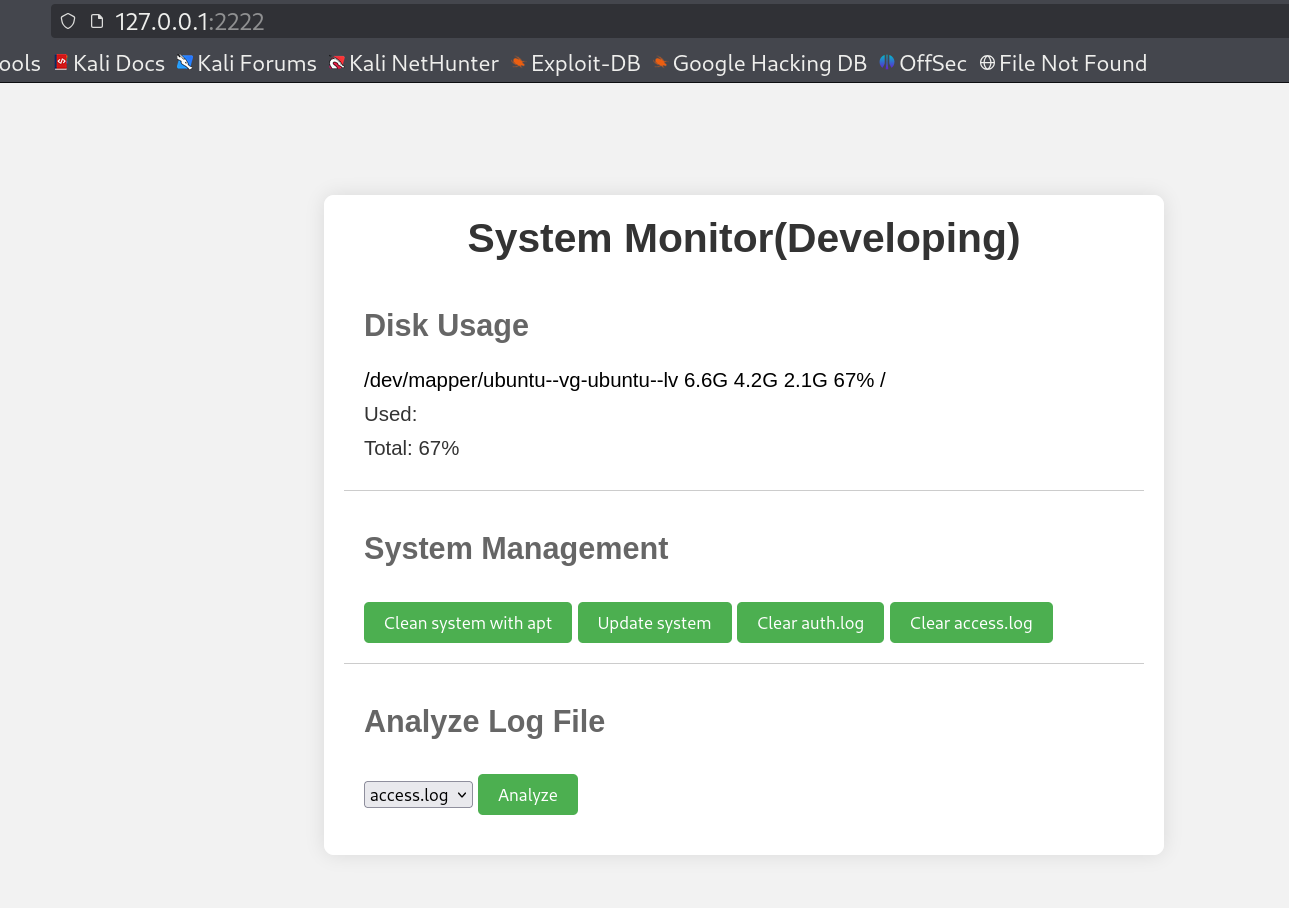 127.0.0.1:2222
ools Kali Docs Kali Forums Kali NetHunter Exploit-DB Google Hacking DB OffSec File Not Found
System Monitor(Developing)
Disk Usage
/dev/mapper/ubuntu--vg-ubuntu--lv 6.6G 4.2G 2.1G 67% /
Used:
Total: 67%
System Management
Clean system with apt Update system Clear auth.log Clear access.log
Analyze Log File
access.log Analyze